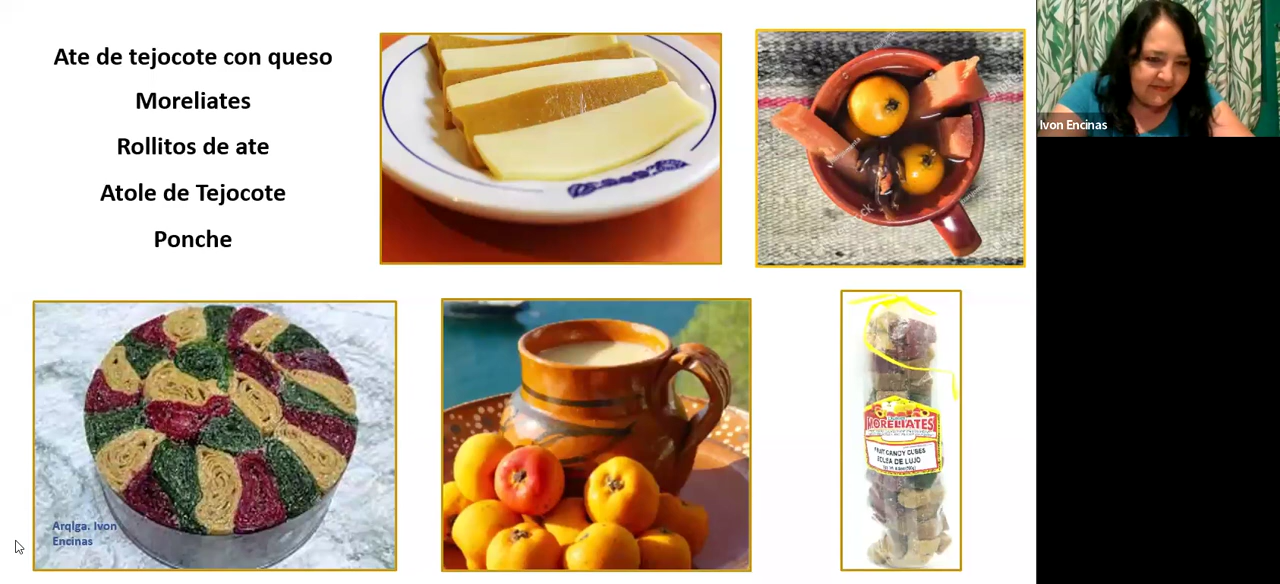 Ate de tejocote con queso
Moreliates
Rollitos de ate
Atole de Tejocote
Ponche
Ivon Encinas
Arqlga. Ivon
Encinas
MORELIATES
FRUIT CANDY CUBES
BOLSA DE LUJO